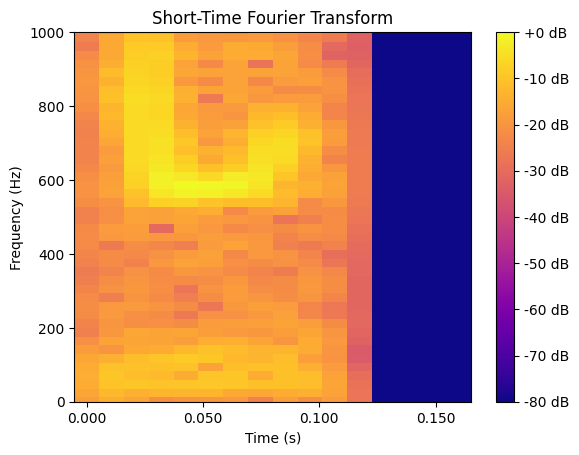 Short-Time Fourier Transform
1000
800
600
400
200
0
Frequency (Hz)
0.000
0.050
0.100
0.150
Time (s)
+0 dB
-10 dB
-20 dB
-30 dB
-40 dB
-50 dB
-60 dB
-70 dB
-80 dB